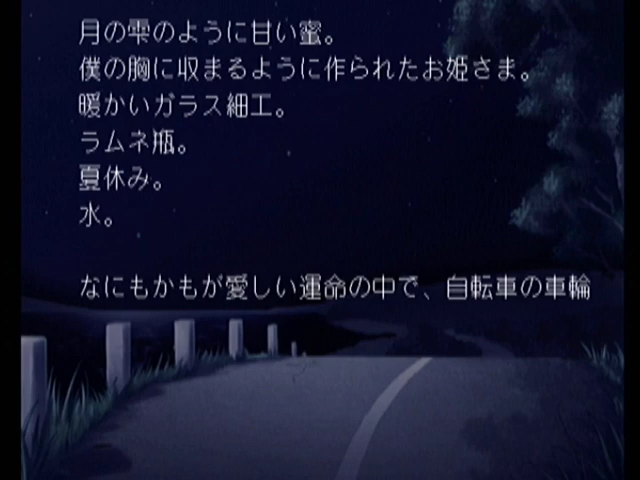 月の雫のように甘い蜜。
僕の胸に収まるように作られたお姫さま。
暖かいガラス細工。
ラムネ瓶。
夏休み。
水。
なにもかもが愛しい運命の中で、自転車の車輪